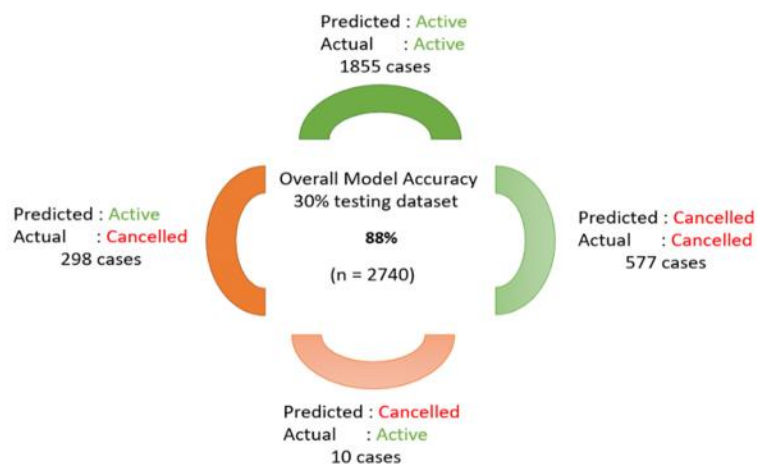 Predicted : Active
Actual : Active
1855 cases
Overall Model Accuracy
30% testing dataset
88%
(n = 2740)
Predicted : Active
Actual : Cancelled
298 cases
Predicted : Cancelled
Actual : Cancelled
577 cases
Predicted : Cancelled
Actual : Active
10 cases